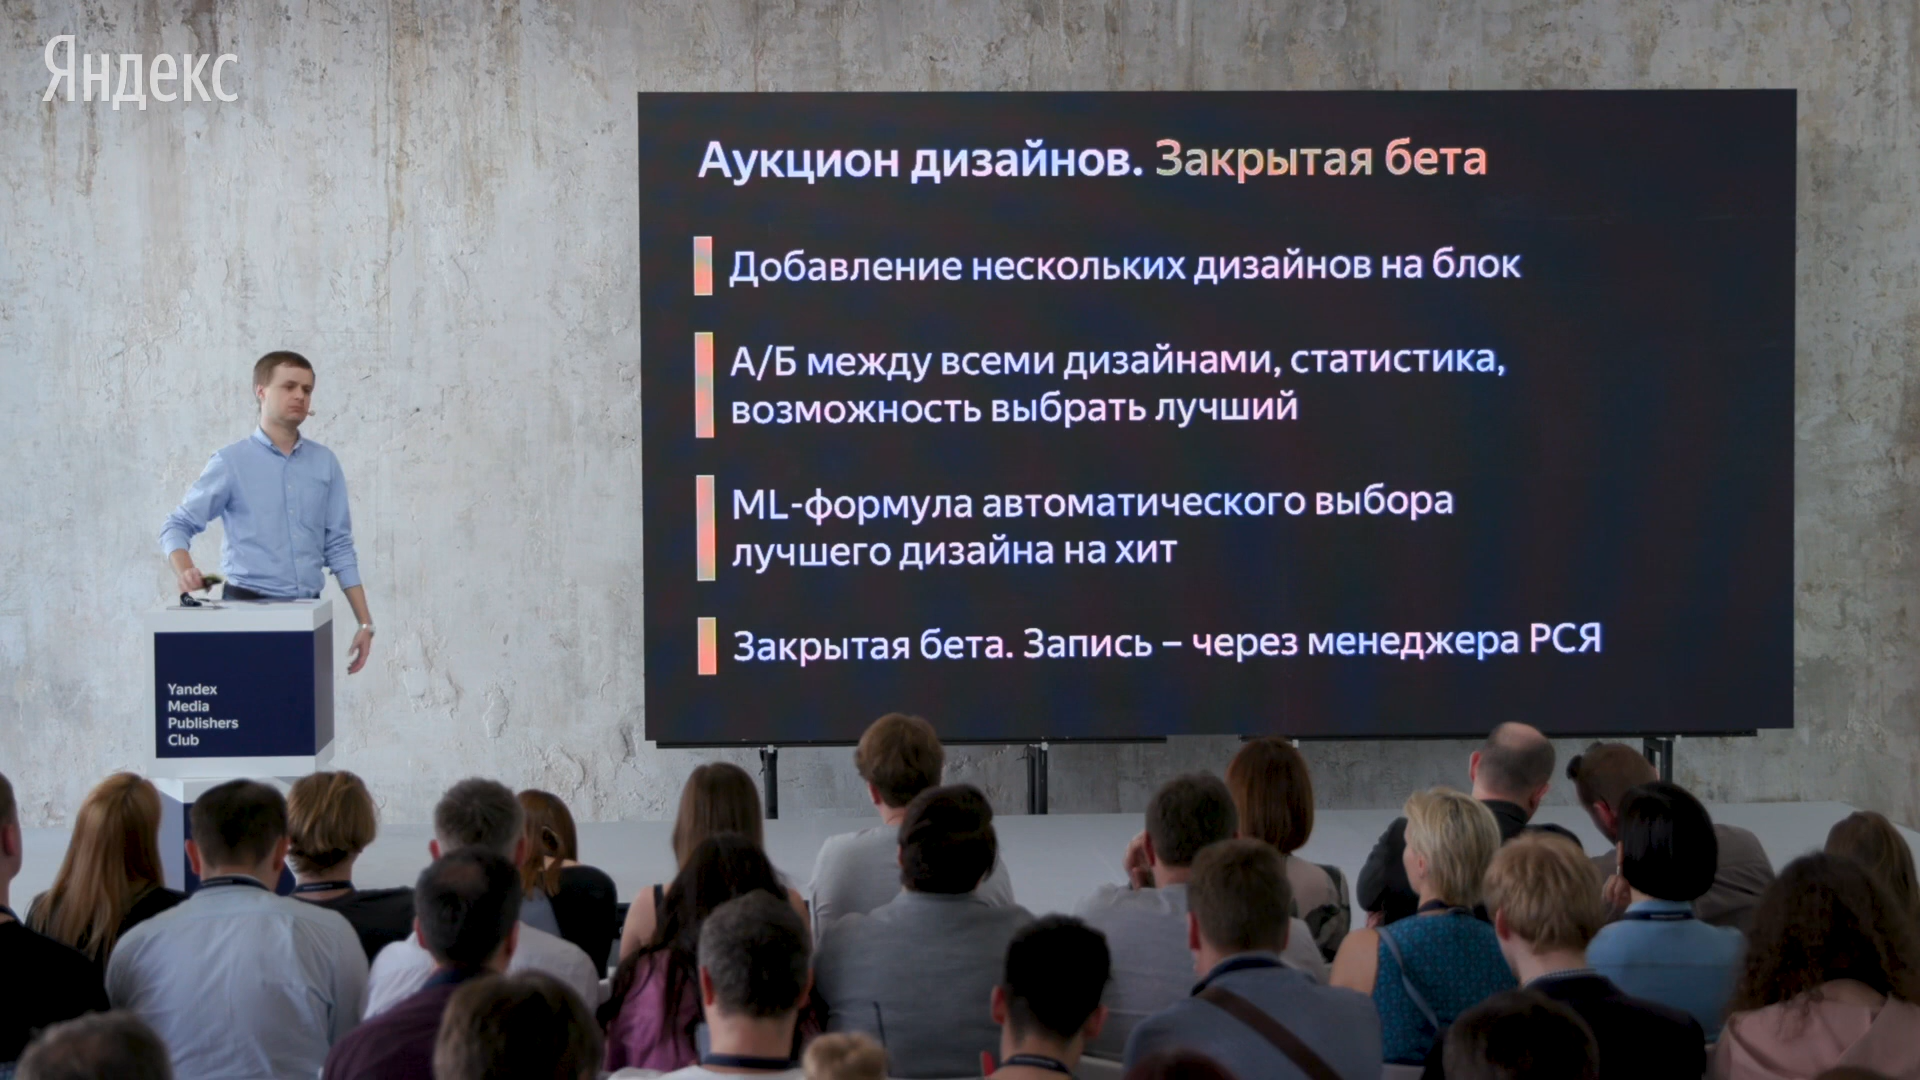 Яндекс
Аукцион дизайнов. Закрытая бета
Добавление нескольких дизайнов на блок
А/Б между всеми дизайнами, статистика,
возможность выбрать лучший
ML-формула автоматического выбора
лучшего дизайна на хит
Закрытая бета. Запись – через менеджера РСЯ
Yandex
Media
Publishers
Club